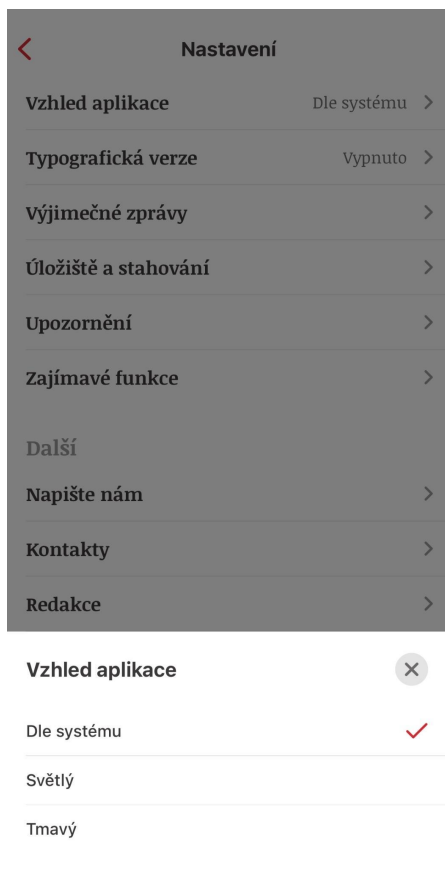 Nastavení
Vzhled aplikace Dle systému
Typografická verze Vypnuto
Výjimečné zprávy
Úložiště a stahování
Upozornění
Zajímavé funkce
Další
Napište nám
Kontakty
Redakce
Vzhled aplikace
Dle systému
Světlý
Tmavý